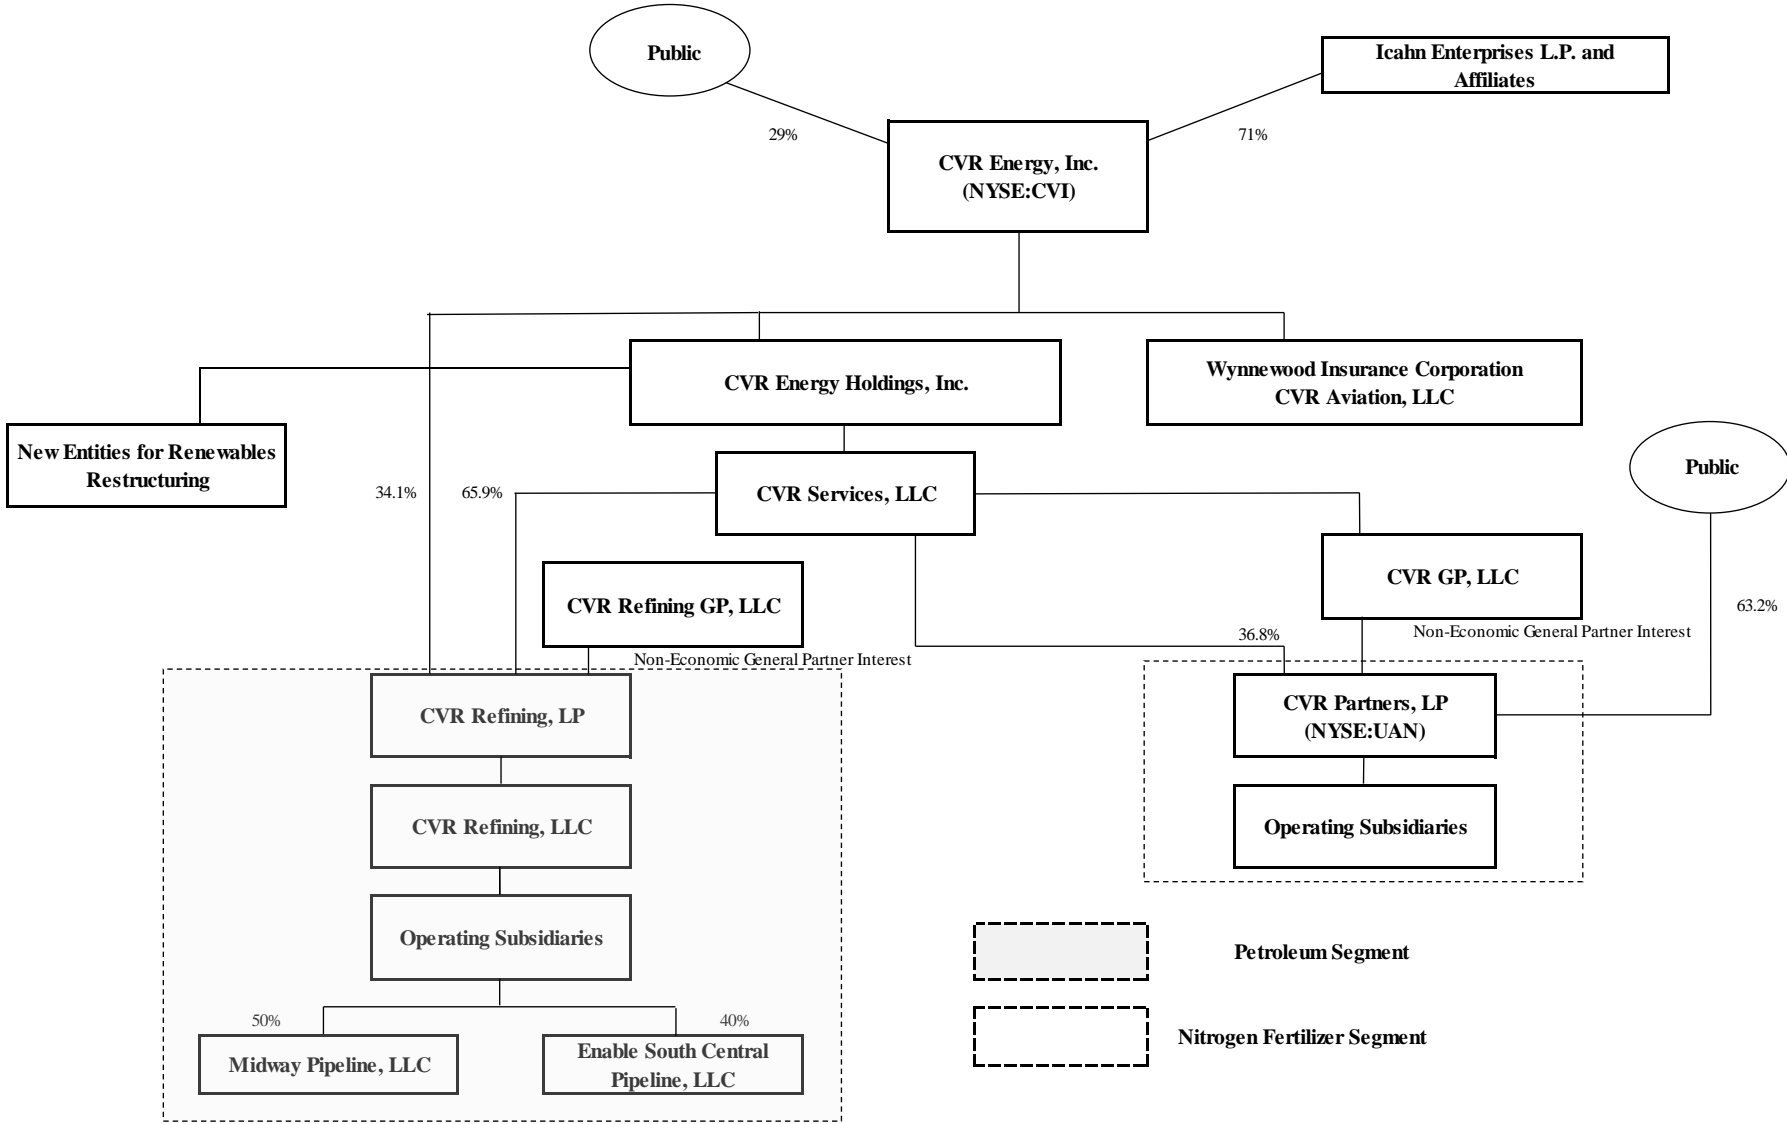 Public
Icahn Enterprises L.P. and
Affiliates
29%
71%
CVR Energy, Inc.
(NYSE:CVI)
CVR Energy Holdings, Inc.
Wynnewood Insurance Corporation
CVR Aviation, LLC
New Entities for Renewables
Restructuring
Public
34.1%
65.9%
CVR Services, LLC
CVR GP, LLC
CVR Refining GP, LLC
63.2%
36.8%
Non-Economic General Partner Interest
Non-Economic General Partner Interest
CVR Refining, LP
CVR Partners, LP
(NYSE:UAN)
CVR Refining, LLC
Operating Subsidiaries
Operating Subsidiaries
Petroleum Segment
50%
40%
Nitrogen Fertilizer Segment
Midway Pipeline, LLC
Enable South Central
Pipeline, LLC